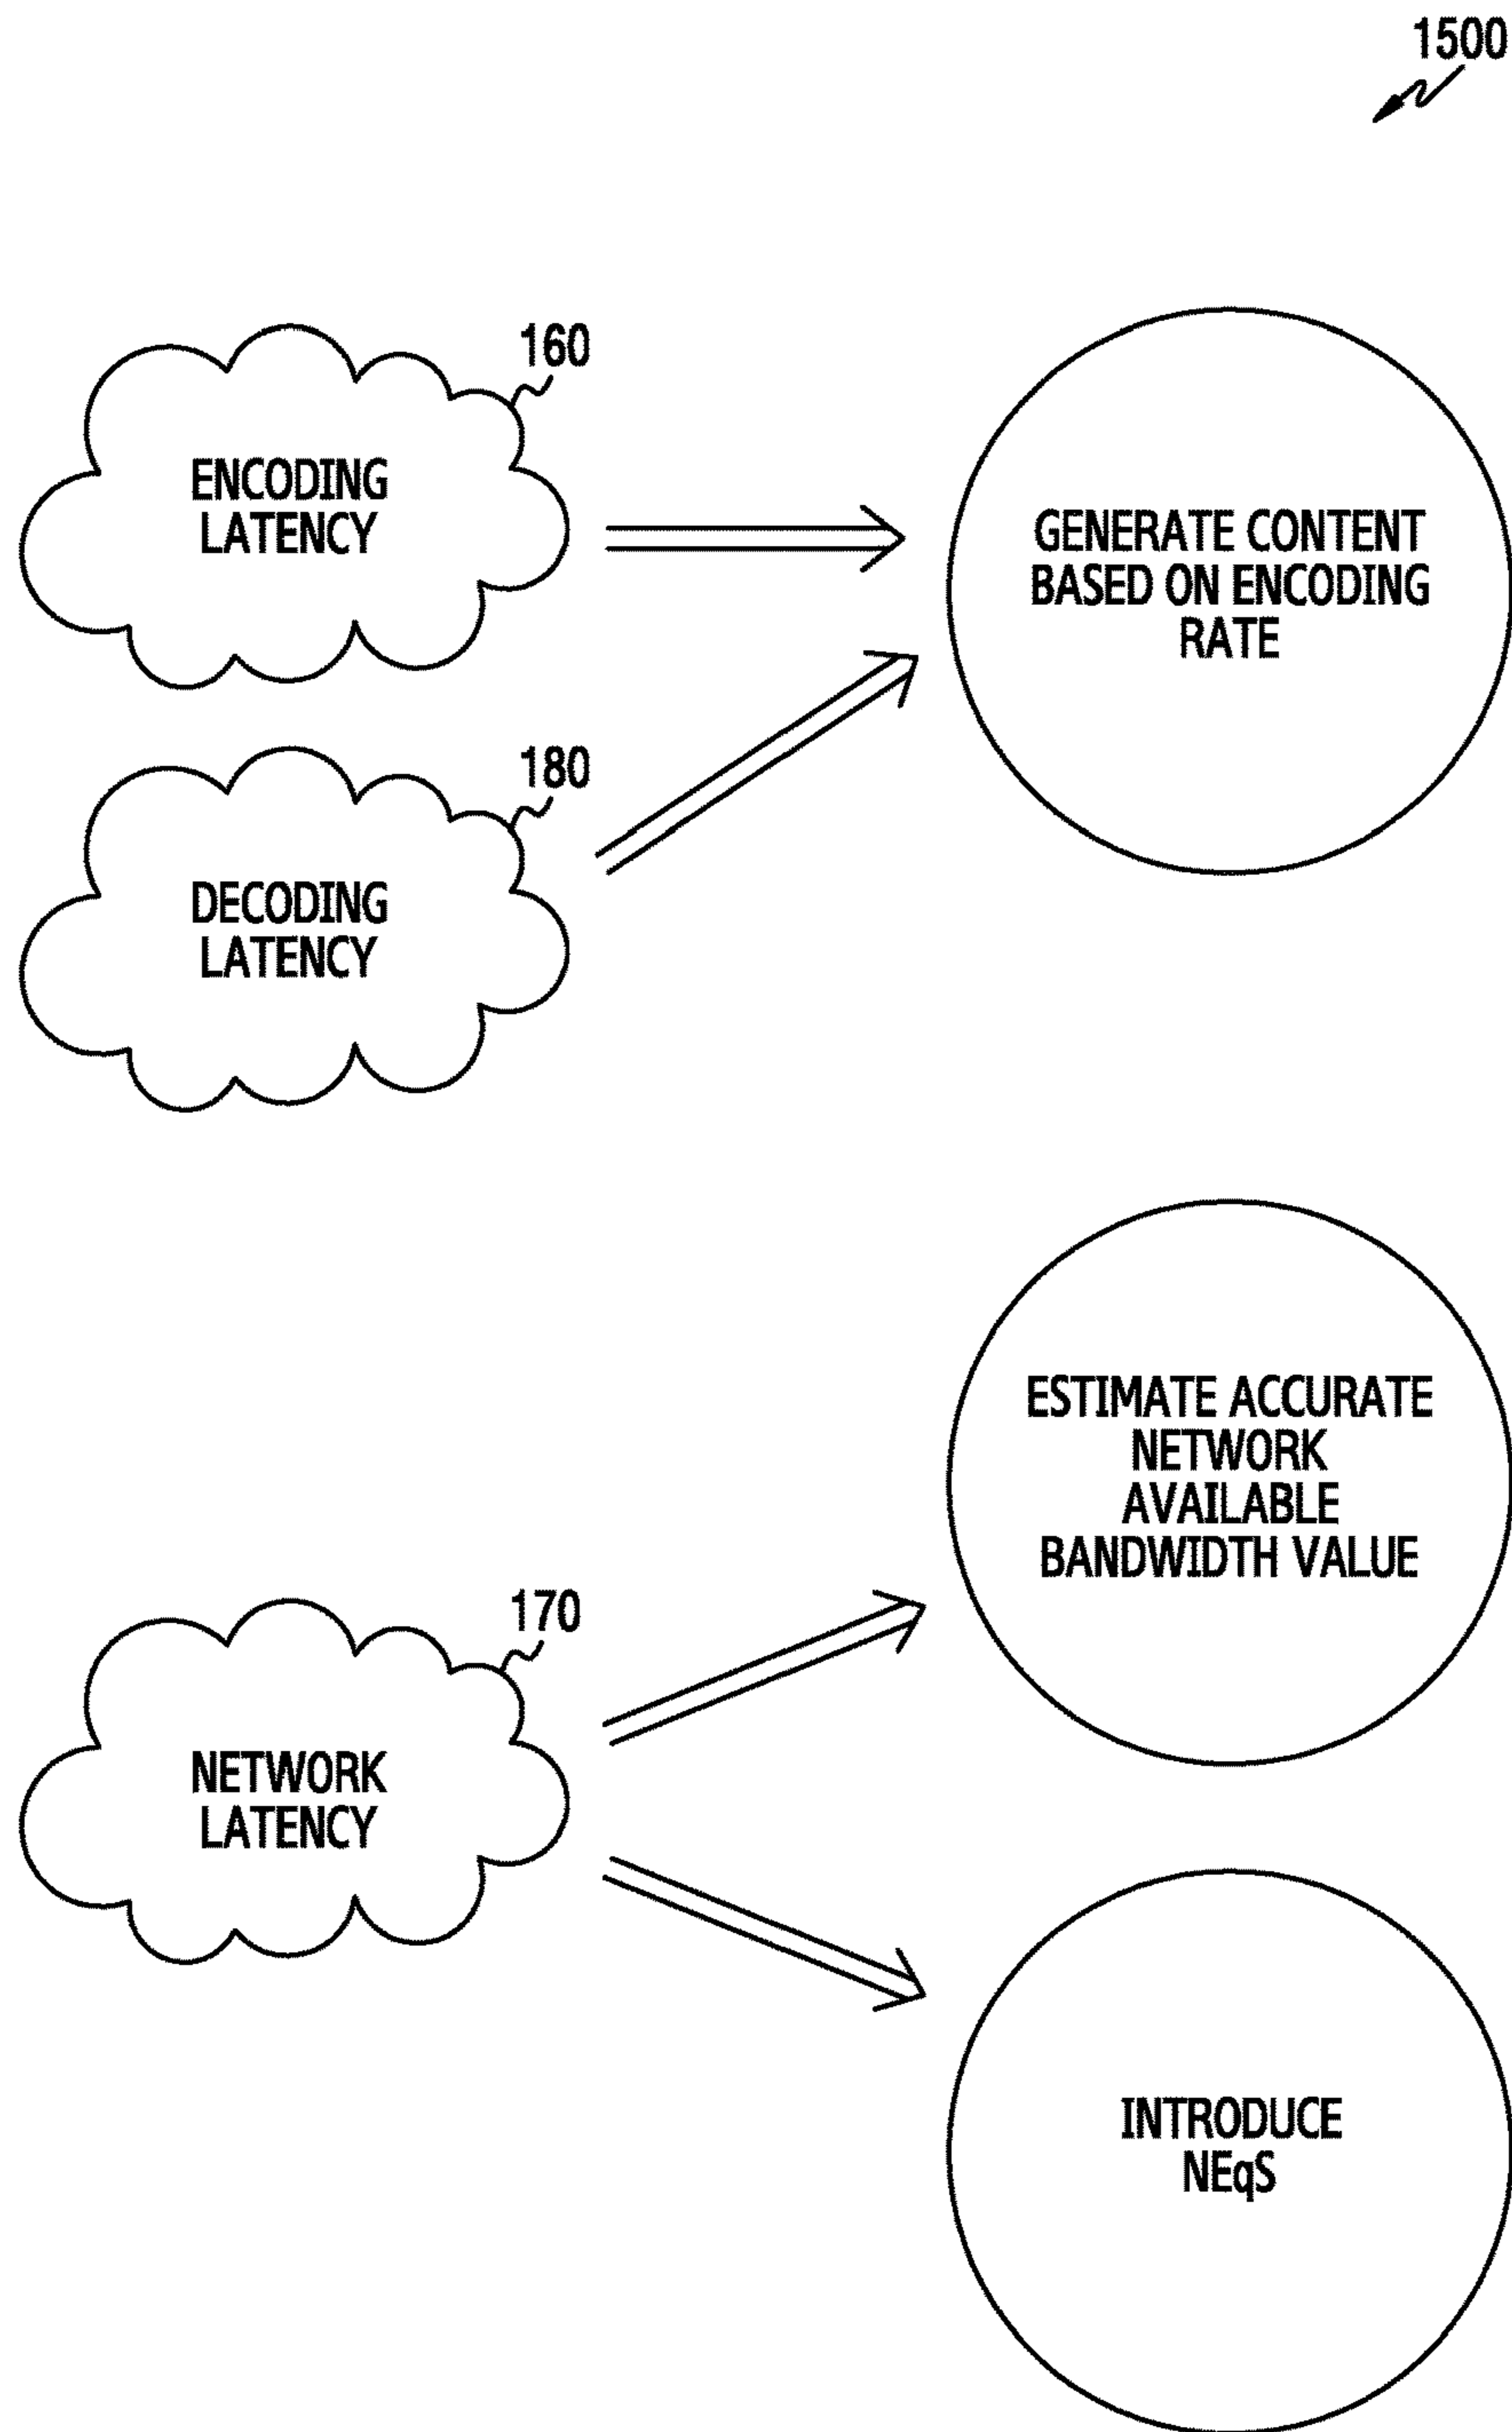 1500
160
ENCODING
LATENCY
GENERATE CONTENT
BASED ON ENCODING
RATE
180
DECODING
LATENCY
ESTIMATE ACCURATE
NETWORK
AVAILABLE
BANDWIDTH VALUE
170
NETWORK
LATENCY
INTRODUCE
NEqS